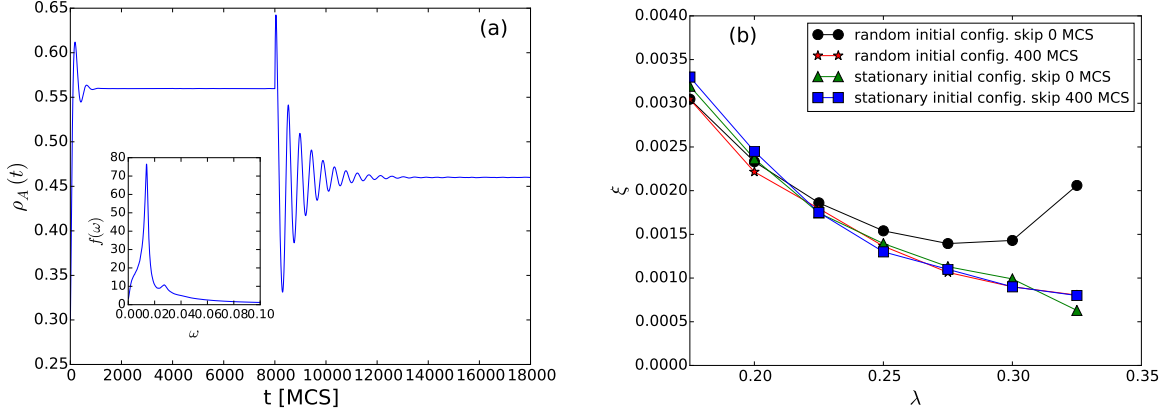 0.65
0.60
0.55
0.50
0.45
0.40
0.35
0.30
0.25
ρ_A(t)
(a)
80
70
60
50
40
30
20
10
0
f(ω)
0.00 0.02 0.04 0.06 0.08 0.10
ω
0 2000 4000 6000 8000 10000 12000 14000 16000 18000
t [MCS]
0.0040
0.0035
0.0030
0.0025
0.0020
0.0015
0.0010
0.0005
0.0000
ξ
(b)
random initial config. skip 0 MCS
random initial config. 400 MCS
stationary initial config. skip 0 MCS
stationary initial config. skip 400 MCS
0.20 0.25 0.30 0.35
λ